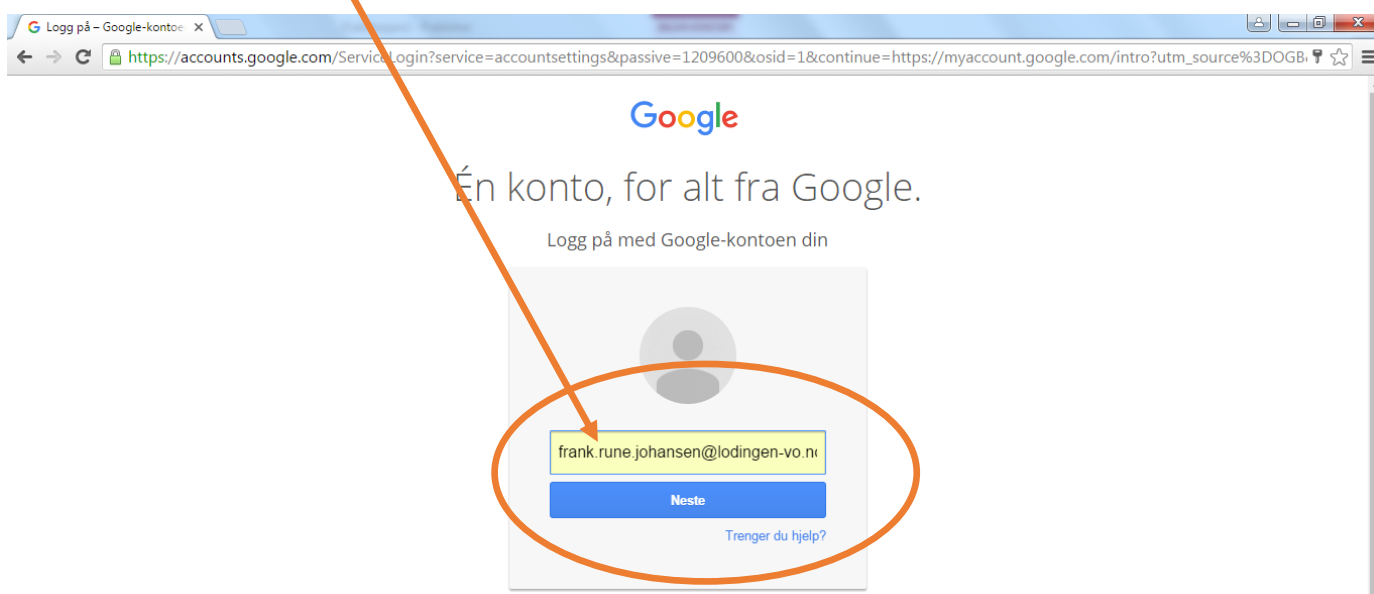 Logg på – Google-kontoe
https://accounts.google.com/ServiceLogin?service=accountsettings&passive=1209600&osid=1&continue=https://myaccount.google.com/intro?utm_source%3DOGB
Google
Én konto, for alt fra Google.
Logg på med Google-kontoen din
frank.rune.johansen@lodingen-vo.n
Neste
Trenger du hjelp?